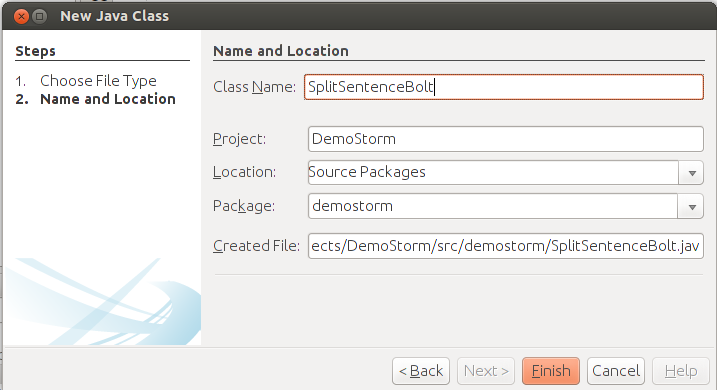 New Java Class
Steps
1. Choose File Type
2. Name and Location
Name and Location
Class Name: SplitSentenceBolt
Project: DemoStorm
Location: Source Packages
Package: demostorm
Created File: ects/DemoStorm/src/demostorm/SplitSentenceBolt.jav
< Back Next > Finish Cancel Help